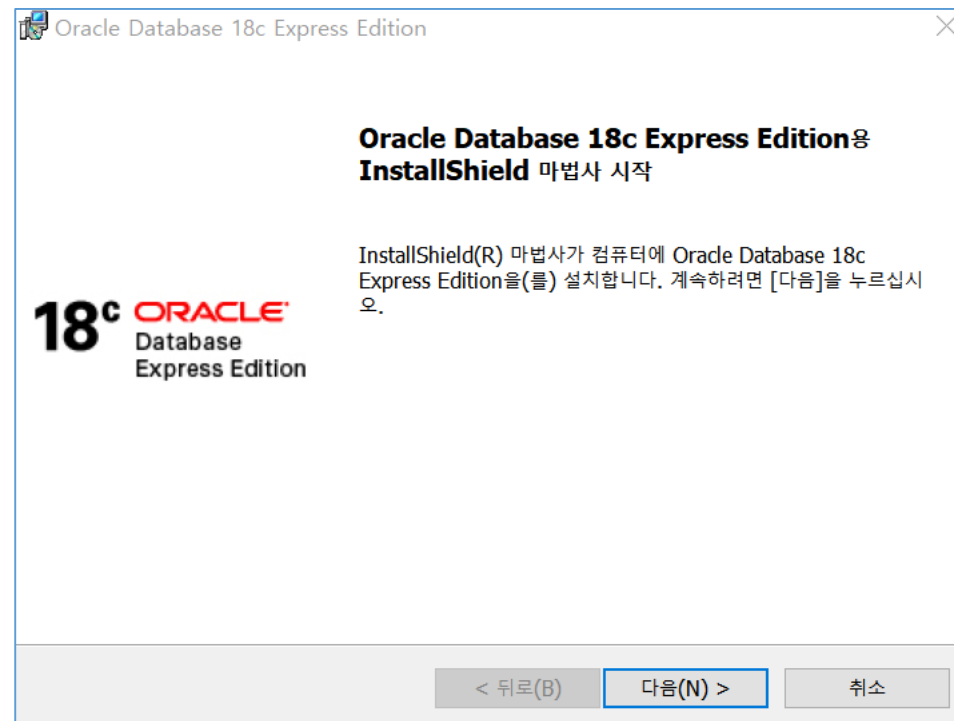 Oracle Database 18c Express Edition
Oracle Database 18c Express Edition용
InstallShield 마법사 시작
InstallShield(R) 마법사가 컴퓨터에 Oracle Database 18c
Express Edition을(를) 설치합니다. 계속하려면 [다음]을 누르십시
오.
18c ORACLE
Database
Express Edition
< 뒤로(B)
다음(N) >
취소